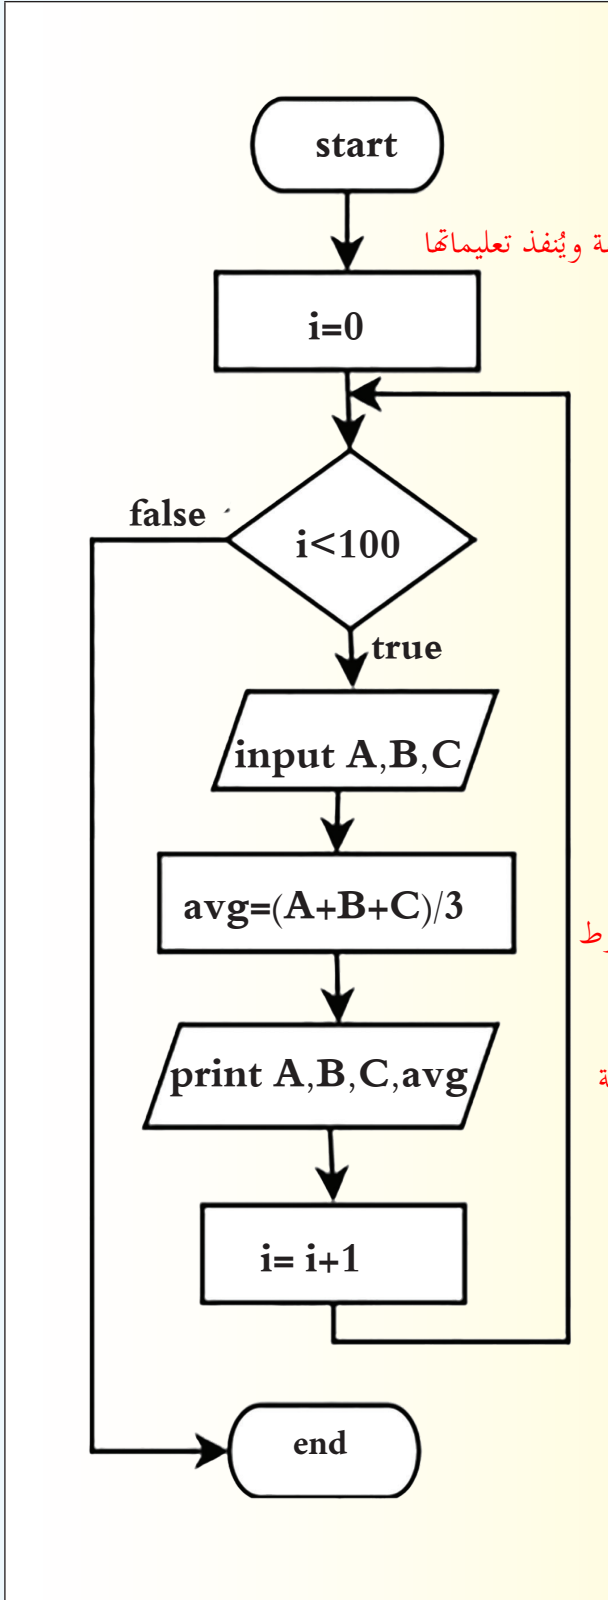 start
ويُنفذ تعليماتها
i=0
false
i<100
true
input A,B,C
avg=(A+B+C)/3
print A,B,C,avg
i= i+1
end